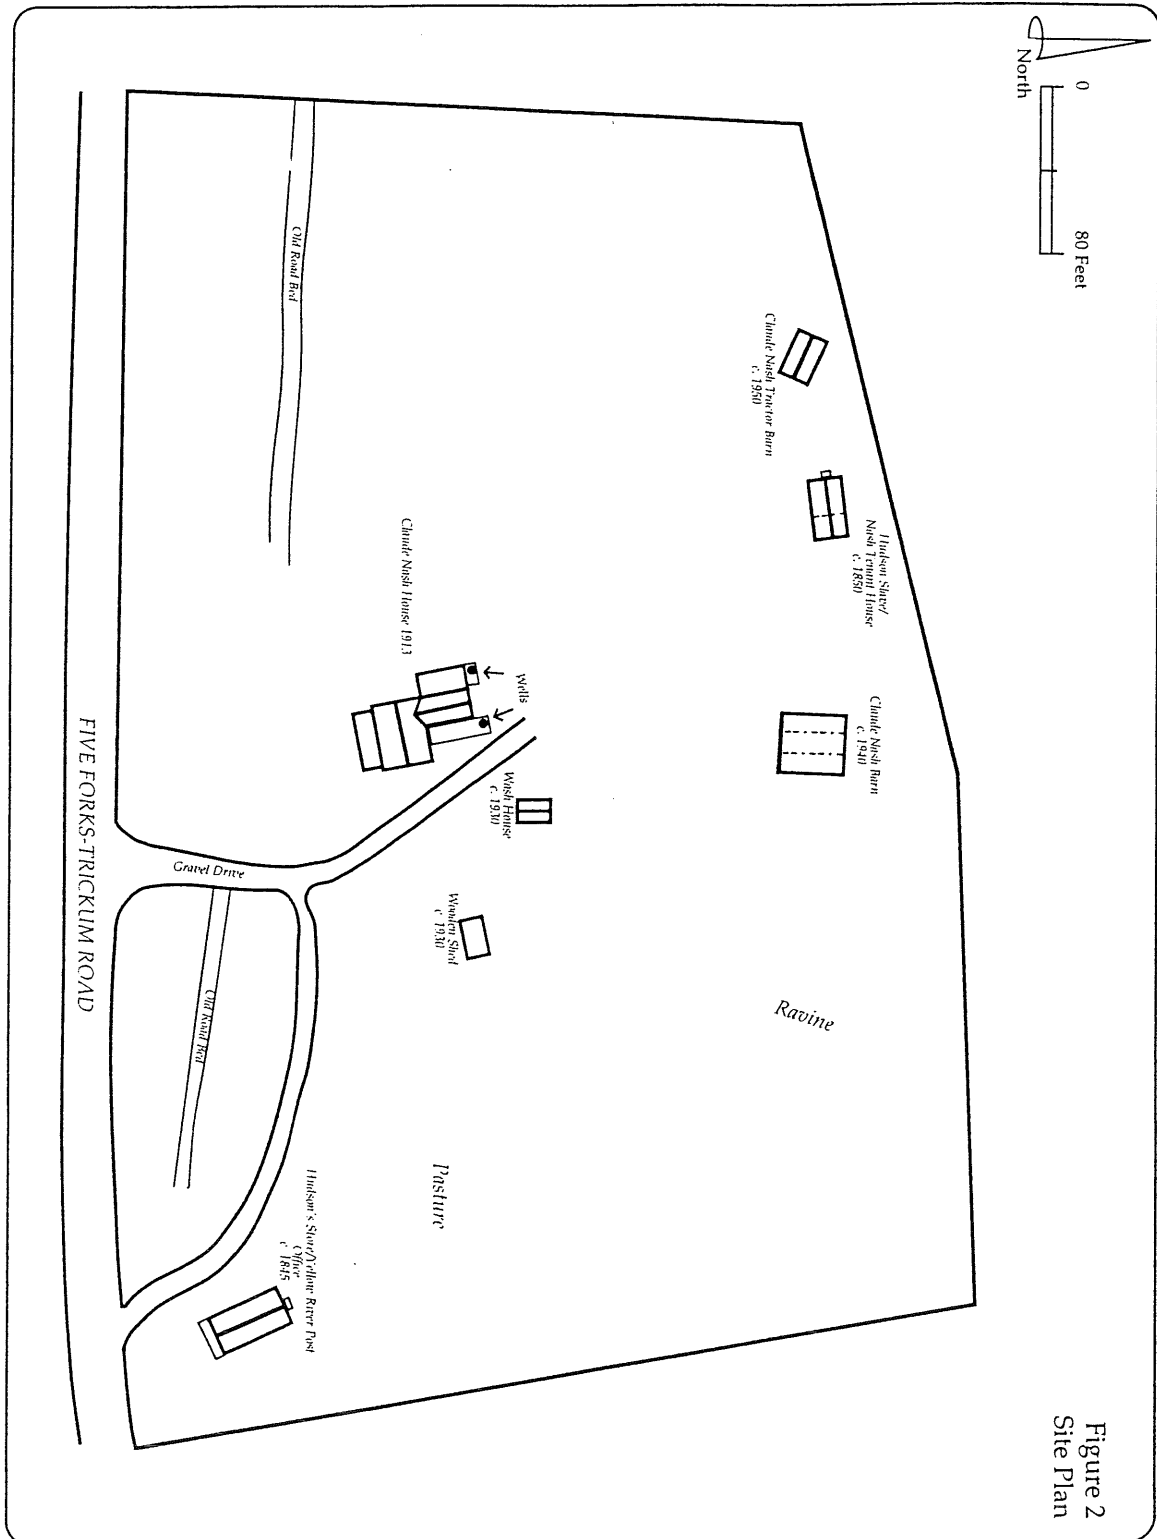 North
0
80 Feet
Old Road Bed
Claude Nash Tractor Barn
c. 1950
Hudson Slave/
Nash Tenant House
c. 1850
Claude Nash House 1913
Wells
Claude Nash Barn
c. 1940
Wash House
c. 1930
Wooden Shed
c. 1930
Gravel Drive
FIVE FORKS-TRICKUM ROAD
Old Road Bed
Ravine
Pasture
Hudson's Store/Yellow River Post
Office
c. 1845
Figure 2
Site Plan